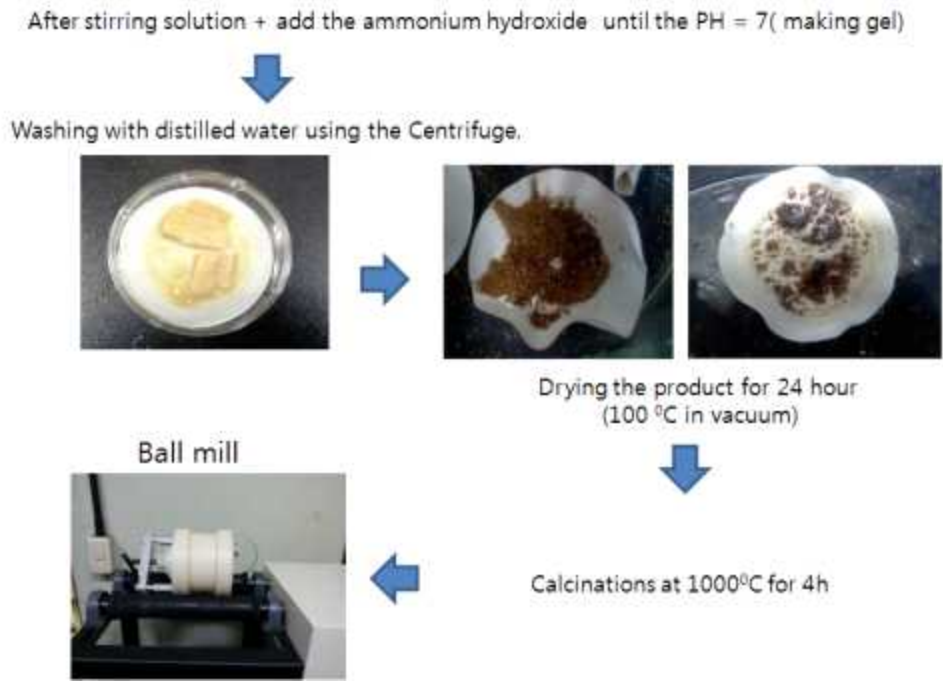 After stirring solution + add the ammonium hydroxide until the PH = 7( making gel)
Washing with distilled water using the Centrifuge.
Drying the product for 24 hour
(100 ⁰C in vacuum)
Calcinations at 1000⁰C for 4h
Ball mill